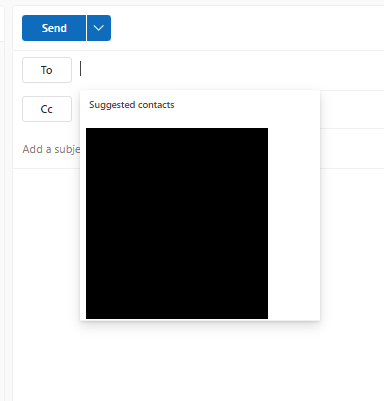 Send
To
Suggested contacts
Cc
Add a subje